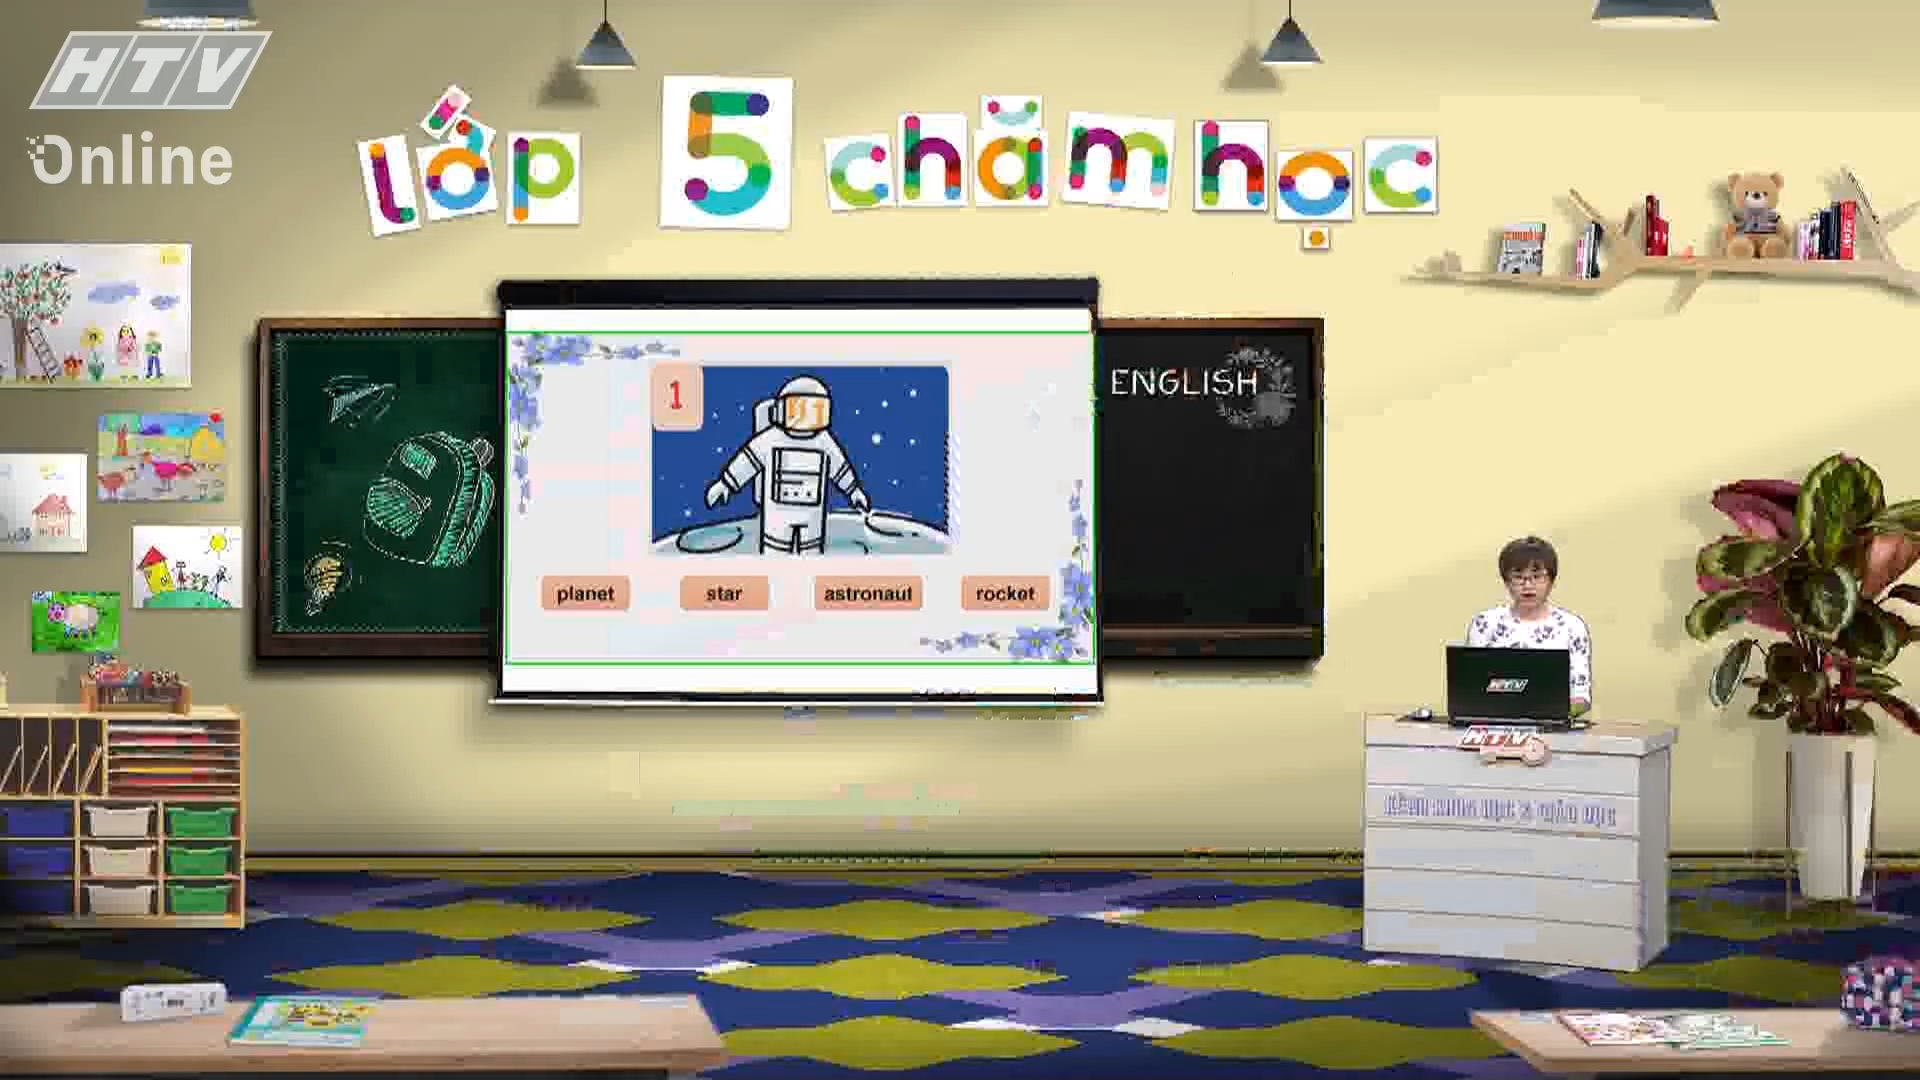 HTV
Online
lớp 5 chăm học
ENGLISH
1
planet
star
astronaut
rocket
HTV
HTV